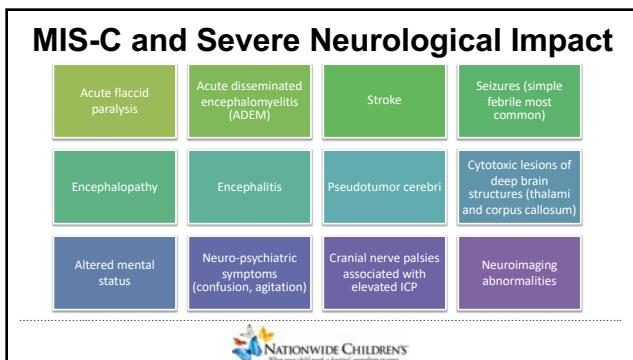 MIS-C and Severe Neurological Impact
Acute flaccid
paralysis
Acute disseminated
encephalomyelitis
(ADEM)
Stroke
Seizures (simple
febrile most
common)
Encephalopathy
Encephalitis
Pseudotumor cerebri
Cytotoxic lesions of
deep brain
structures (thalami
and corpus callosum)
Altered mental
status
Neuro-psychiatric
symptoms
(confusion, agitation)
Cranial nerve palsies
associated with
elevated ICP
Neuroimaging
abnormalities
NATIONWIDE CHILDREN'S